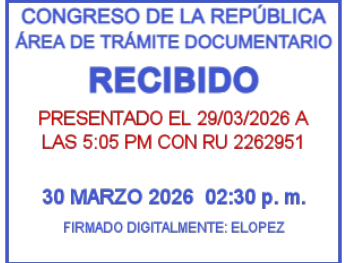 CONGRESO DE LA REPÚBLICA
ÁREA DE TRÁMITE DOCUMENTARIO
RECIBIDO
PRESENTADO EL 29/03/2026 A
LAS 5:05 PM CON RU 2262951
30 MARZO 2026 02:30 p. m.
FIRMADO DIGITALMENTE: ELOPEZ